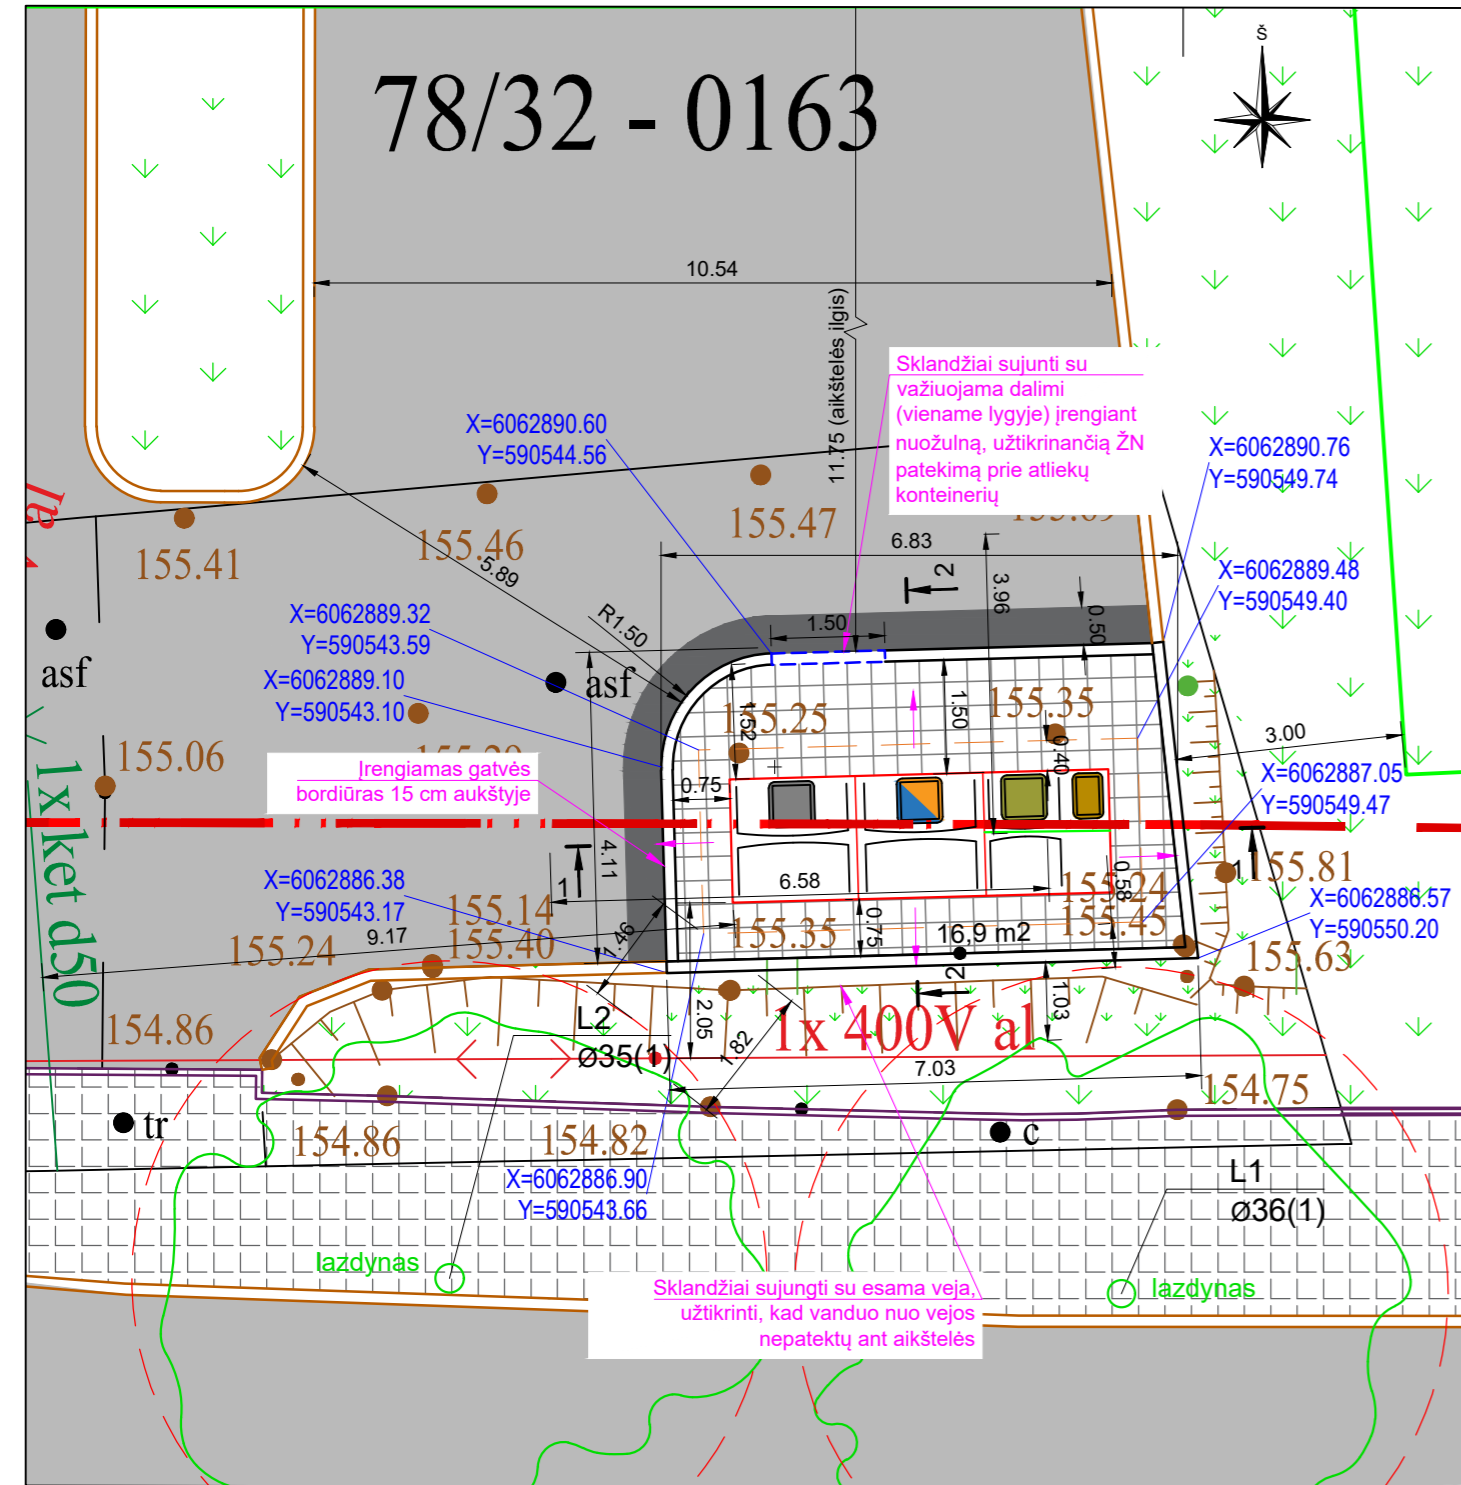 78/32 - 0163
Š
10.54
11.75 (aikštelės ilgis)
Sklandžiai sujunti su
važiuojama dalimi
(viename lygyje) įrengiant
nuožulną, užtikrinančią ŽN
patekimą prie atliekų
konteinerių
X=6062890.60
Y=590544.56
X=6062890.76
Y=590549.74
155.41
155.46
155.47
5.89
6.83
2
3.96
0.50
X=6062889.48
Y=590549.40
X=6062889.32
Y=590543.59
R1.50
1.50
asf
asf
X=6062889.10
Y=590543.10
155.25
155.35
1.52
1.50
0.40
3.00
155.06
Įrengiamas gatvės
bordiūras 15 cm aukštyje
0.75
X=6062887.05
Y=590549.47
1x ket d50
4.11
1
1
155.81
6.58
0.58
X=6062886.38
Y=590543.17
155.14
155.40
155.24
9.17
1.46
155.35
0.75
16,9 m2
155.24
155.45
X=6062886.57
Y=590550.20
155.63
154.86
2
1.03
2.05
1.82
L2
Ø35(1)
1x 400V al
7.03
154.75
tr
154.86
154.82
c
X=6062886.90
Y=590543.66
L1
Ø36(1)
lazdynas
lazdynas
Sklandžiai sujungti su esama veja,
užtikrinti, kad vanduo nuo vejos
nepatektų ant aikštelės